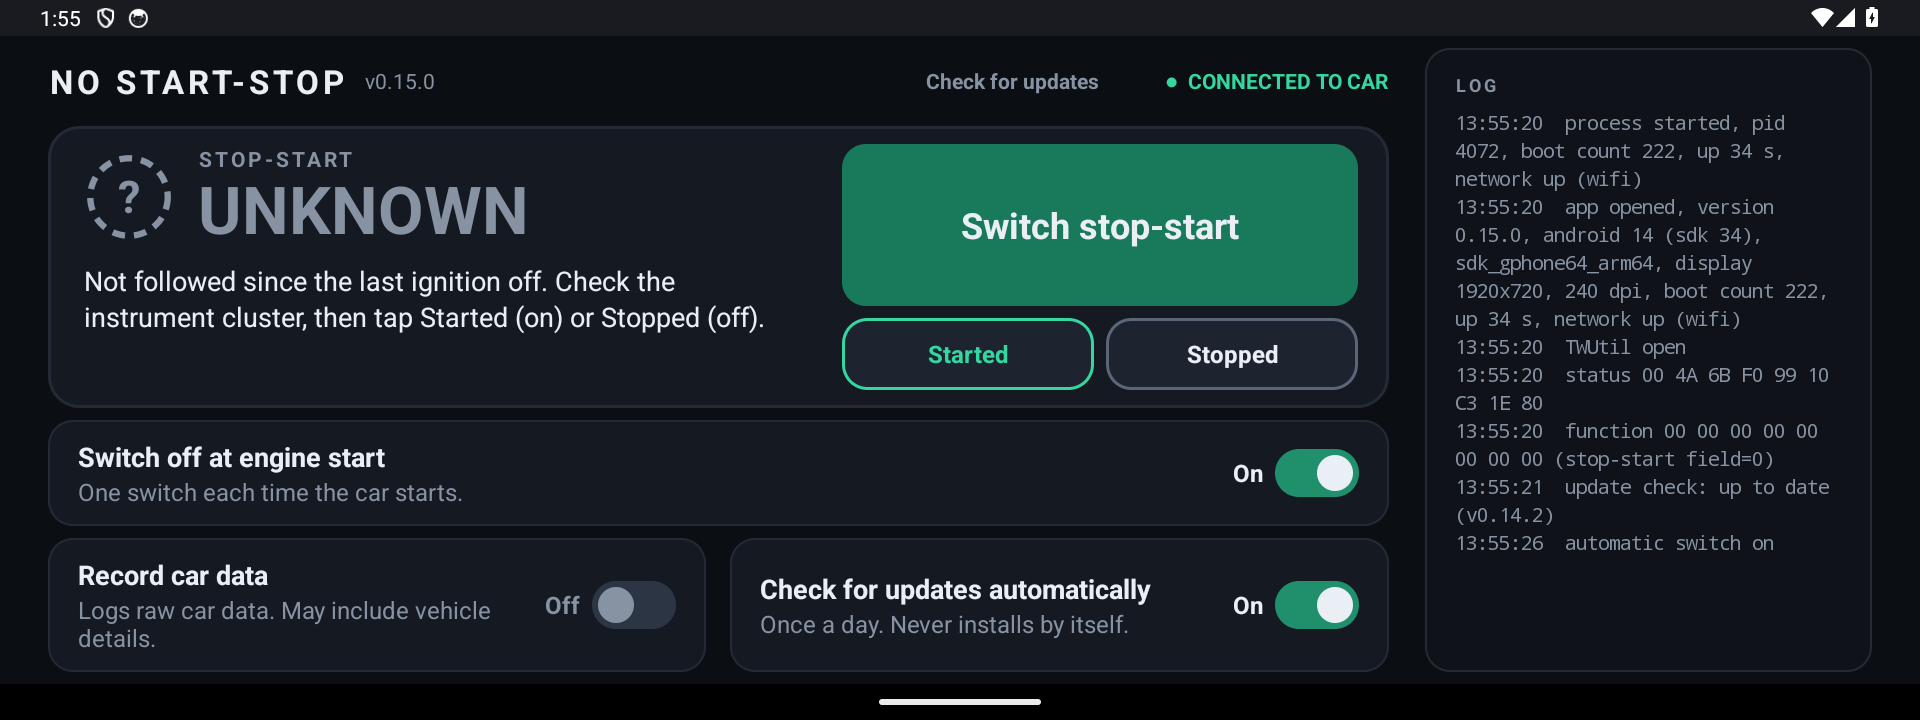 1:55
NO START-STOP v0.15.0
Check for updates
CONNECTED TO CAR
?
STOP-START
UNKNOWN
Not followed since the last ignition off. Check the
instrument cluster, then tap Started (on) or Stopped (off).
Switch stop-start
Started
Stopped
Switch off at engine start
One switch each time the car starts.
On
Record car data
Logs raw car data. May include vehicle
details.
Off
Check for updates automatically
Once a day. Never installs by itself.
On
LOG
13:55:20 process started, pid
4072, boot count 222, up 34 s,
network up (wifi)
13:55:20 app opened, version
0.15.0, android 14 (sdk 34),
sdk_gphone64_arm64, display
1920x720, 240 dpi, boot count 222,
up 34 s, network up (wifi)
13:55:20 TWUtil open
13:55:20 status 00 4A 6B F0 99 10
C3 1E 80
13:55:20 function 00 00 00 00 00
00 00 00 (stop-start field=0)
13:55:21 update check: up to date
(v0.14.2)
13:55:26 automatic switch on